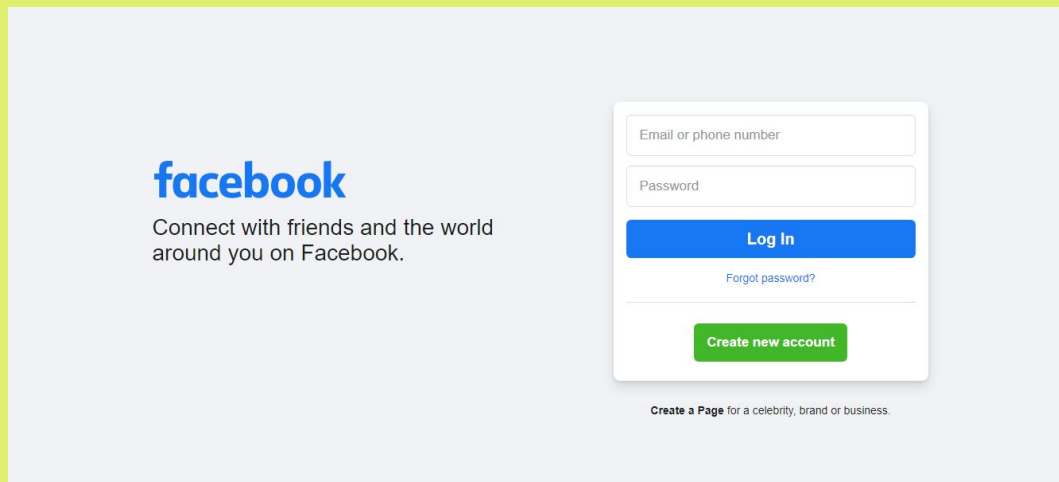 facebook
Connect with friends and the world
around you on Facebook.
Email or phone number
Password
Log In
Forgot password?
Create new account
Create a Page for a celebrity, brand or business.